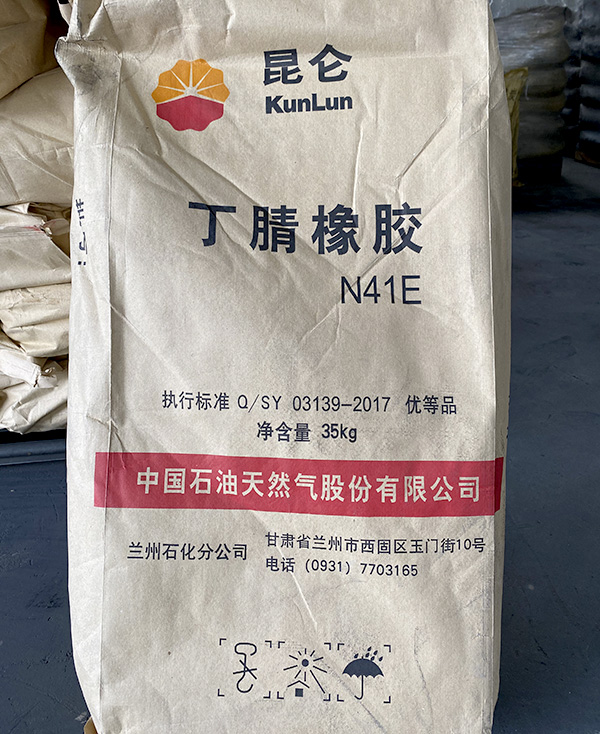 昆仑
KunLun
丁腈橡胶
N41E
执行标准 Q/SY 03139-2017 优等品
净含量 35kg
中国石油天然气股份有限公司
兰州石化分公司
甘肃省兰州市西固区玉门街10号
电话 (0931) 7703165